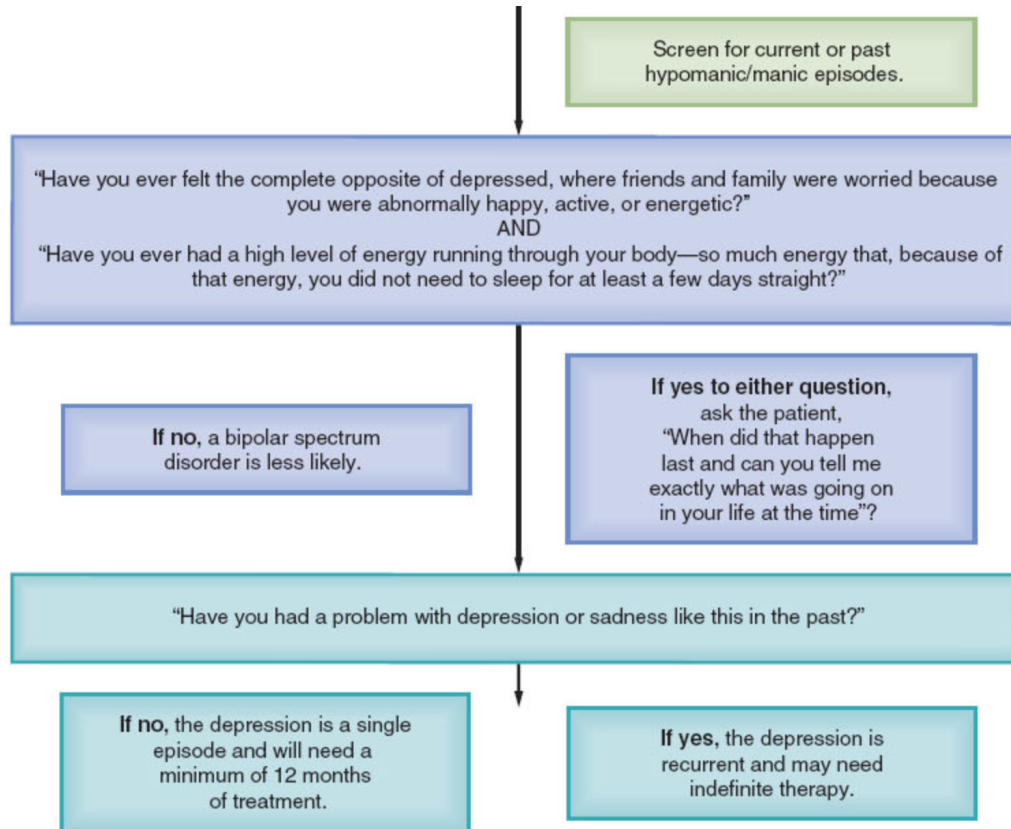 Screen for current or past
hypomanic/manic episodes.
“Have you ever felt the complete opposite of depressed, where friends and family were worried because
you were abnormally happy, active, or energetic?”
AND
“Have you ever had a high level of energy running through your body—so much energy that, because of
that energy, you did not need to sleep for at least a few days straight?”
If no, a bipolar spectrum
disorder is less likely.
If yes to either question,
ask the patient,
“When did that happen
last and can you tell me
exactly what was going on
in your life at the time”?
“Have you had a problem with depression or sadness like this in the past?”
If no, the depression is a single
episode and will need a
minimum of 12 months
of treatment.
If yes, the depression is
recurrent and may need
indefinite therapy.